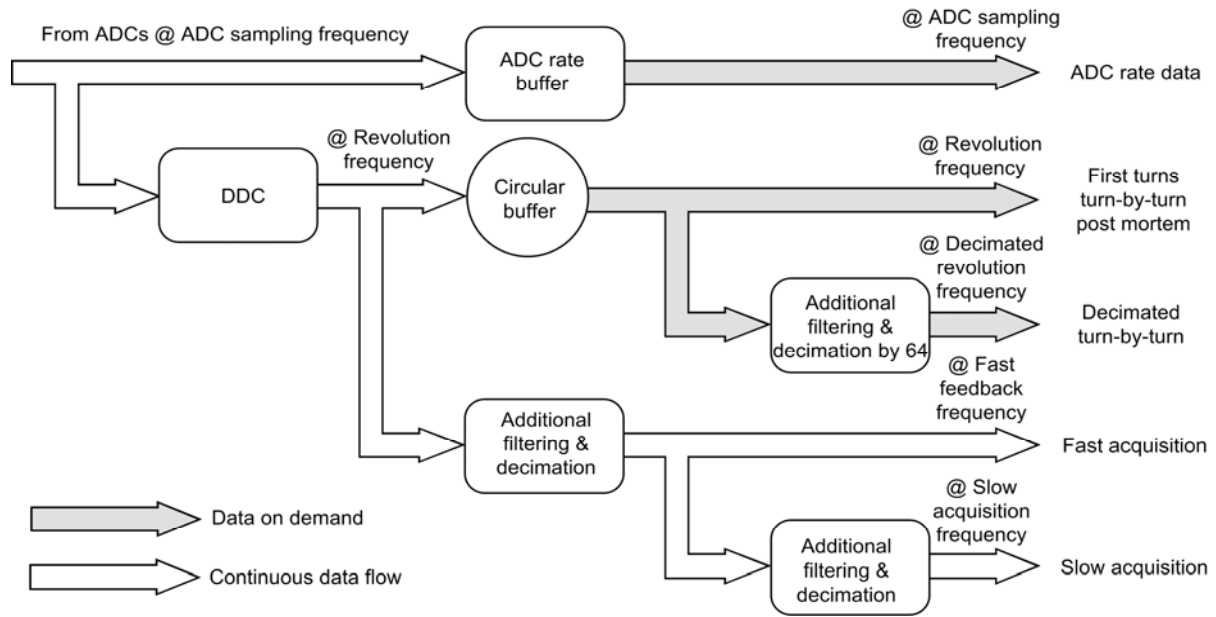 From ADCs @ ADC sampling frequency
ADC rate
buffer
@ ADC sampling
frequency
ADC rate data
DDC
@ Revolution
frequency
Circular
buffer
@ Revolution
frequency
First turns
turn-by-turn
post mortem
@ Decimated
revolution
frequency
Additional
filtering &
decimation by 64
Decimated
turn-by-turn
Additional
filtering &
decimation
@ Fast
feedback
frequency
Fast acquisition
@ Slow
acquisition
frequency
Additional
filtering &
decimation
Slow acquisition
Data on demand
Continuous data flow